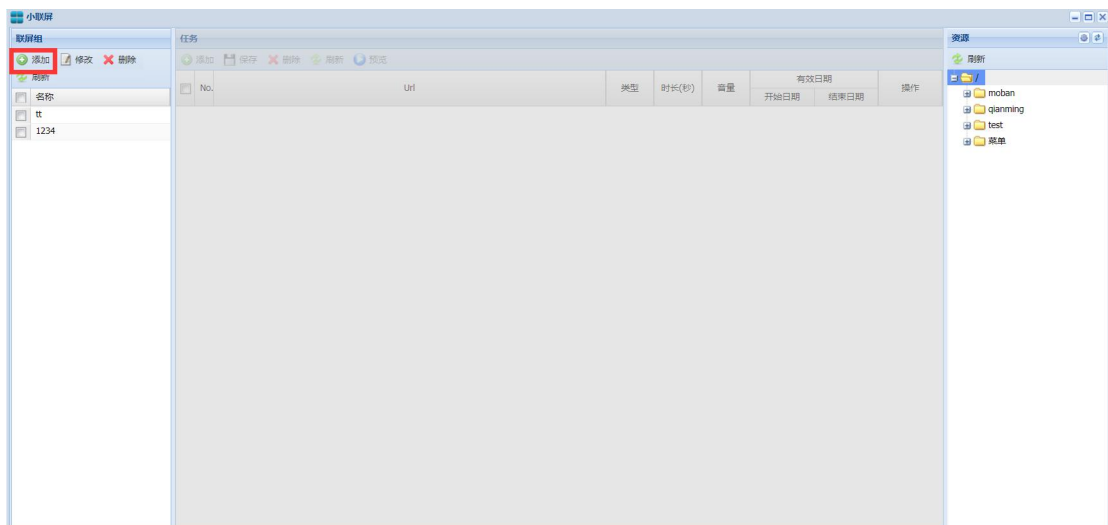 小联屏
联屏组
添加 修改 删除
刷新
名称
tt
1234
任务
添加 保存 删除 刷新 预览
No. Url 类型 时长(秒) 音量 有效日期 操作
开始日期 结束日期
资源
刷新
/
moban
qianming
test
菜单